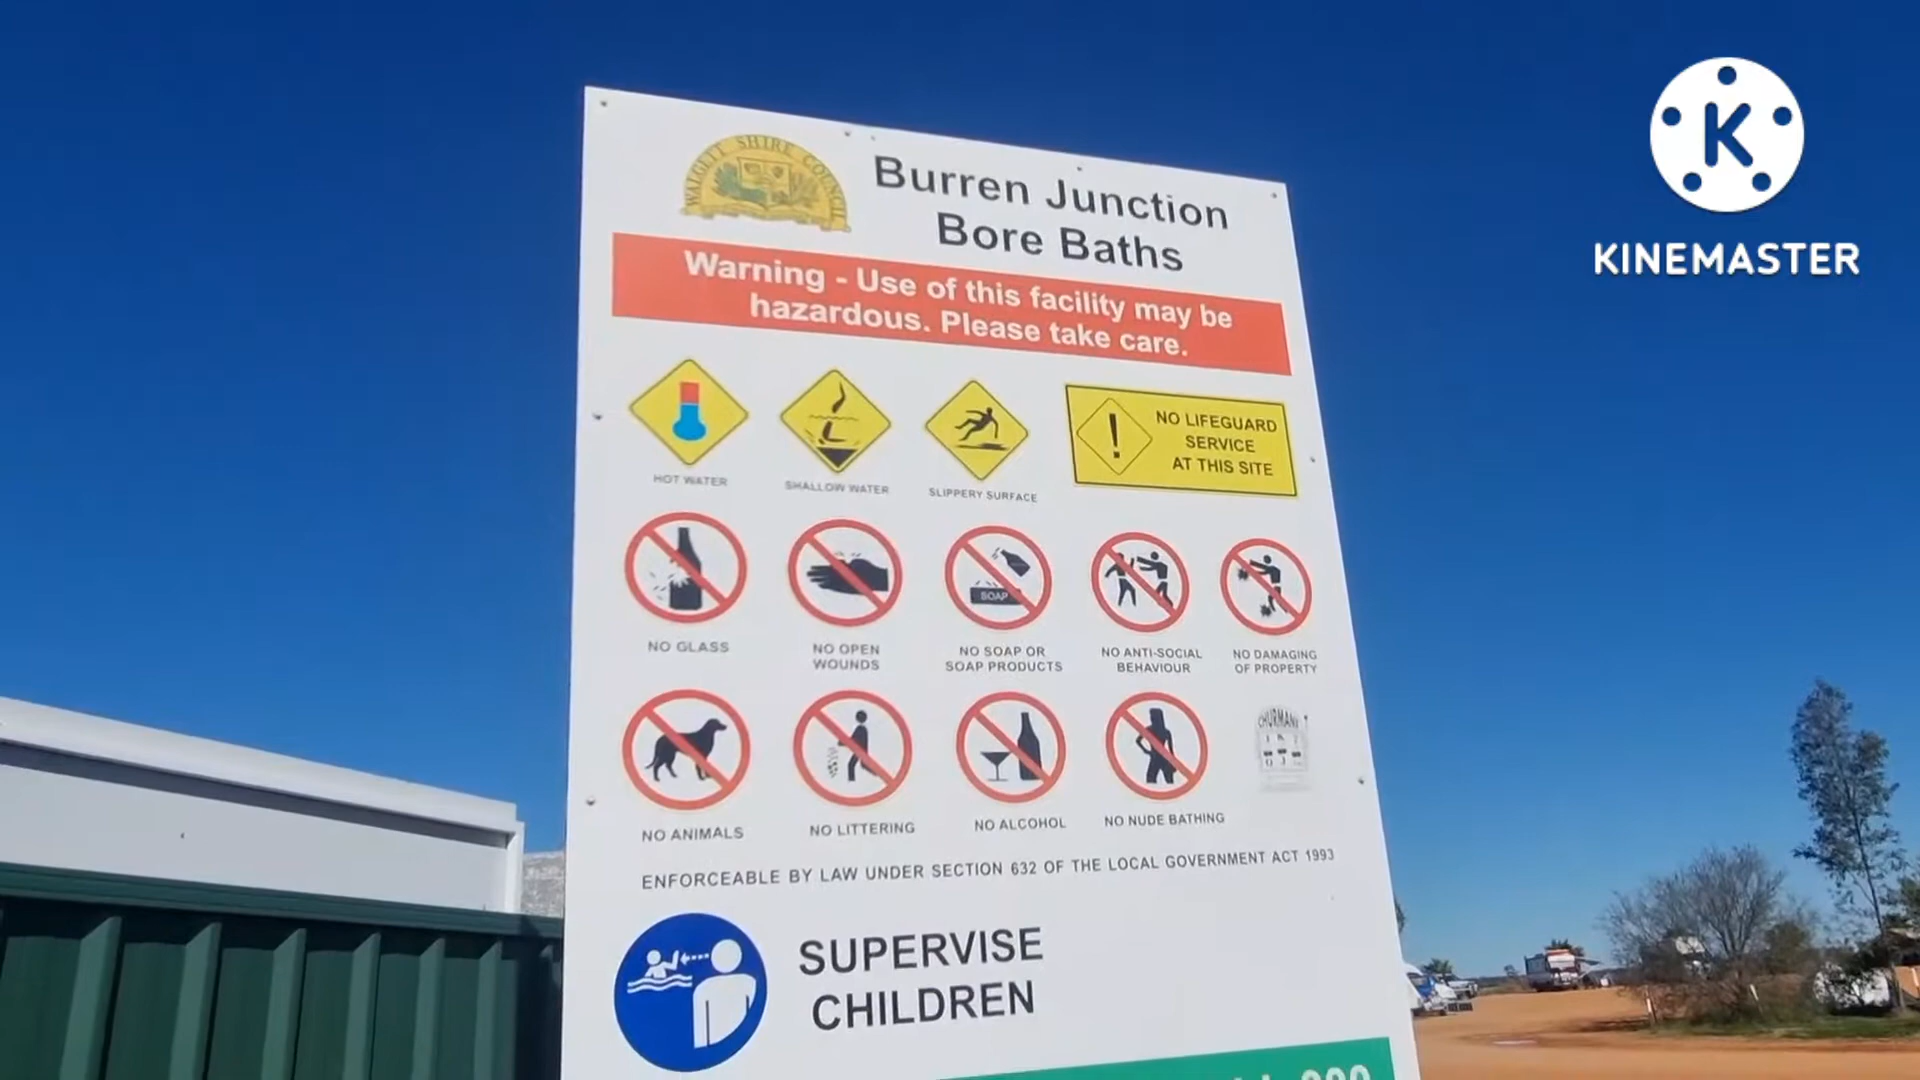 WALGETT SHIRE COUNCIL
Burren Junction
Bore Baths
Warning - Use of this facility may be
hazardous. Please take care.
HOT WATER
SHALLOW WATER
SLIPPERY SURFACE
NO LIFEGUARD
SERVICE
AT THIS SITE
SOAP
NO GLASS
NO OPEN
WOUNDS
NO SOAP OR
SOAP PRODUCTS
NO ANTI-SOCIAL
BEHAVIOUR
NO DAMAGING
OF PROPERTY
NO ANIMALS
NO LITTERING
NO ALCOHOL
NO NUDE BATHING
ENFORCEABLE BY LAW UNDER SECTION 632 OF THE LOCAL GOVERNMENT ACT 1993
SUPERVISE
CHILDREN
K
KINEMASTER